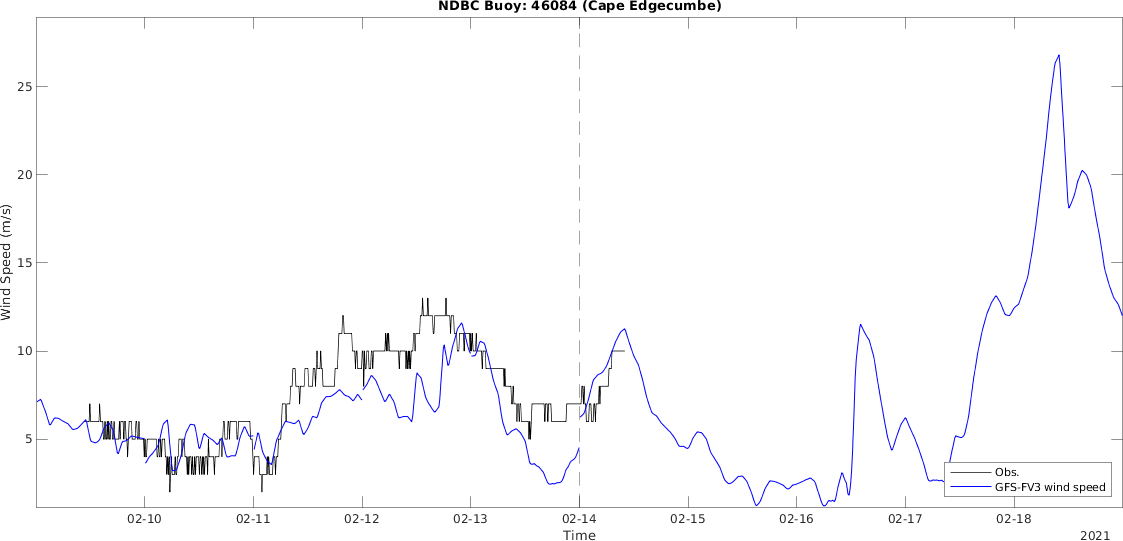 NDBC Buoy: 46084 (Cape Edgecumbe)
Wind Speed (m/s)
25
20
15
10
5
Obs.
GFS-FV3 wind speed
02-10 02-11 02-12 02-13 02-14 02-15 02-16 02-17 02-18
Time
2021